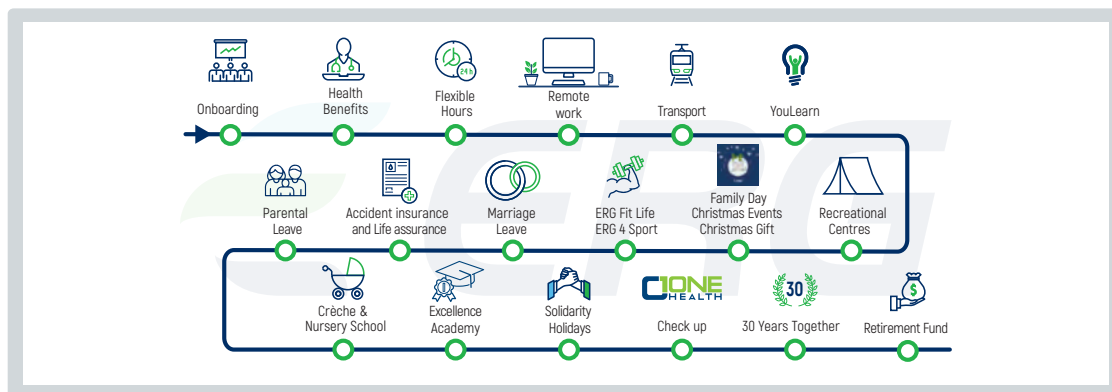 24 h
Onboarding
Health
Benefits
Flexible
Hours
Remote
work
Transport
YouLearn
Parental
Leave
Accident insurance
and Life assurance
Marriage
Leave
ERG Fit Life
ERG 4 Sport
Family Day
Christmas Events
Christmas Gift
Recreational
Centres
ERG
Crèche &
Nursery School
Excellence
Academy
Solidarity
Holidays
C1ONE
HEALTH
Check up
30
30 Years Together
$
Retirement Fund